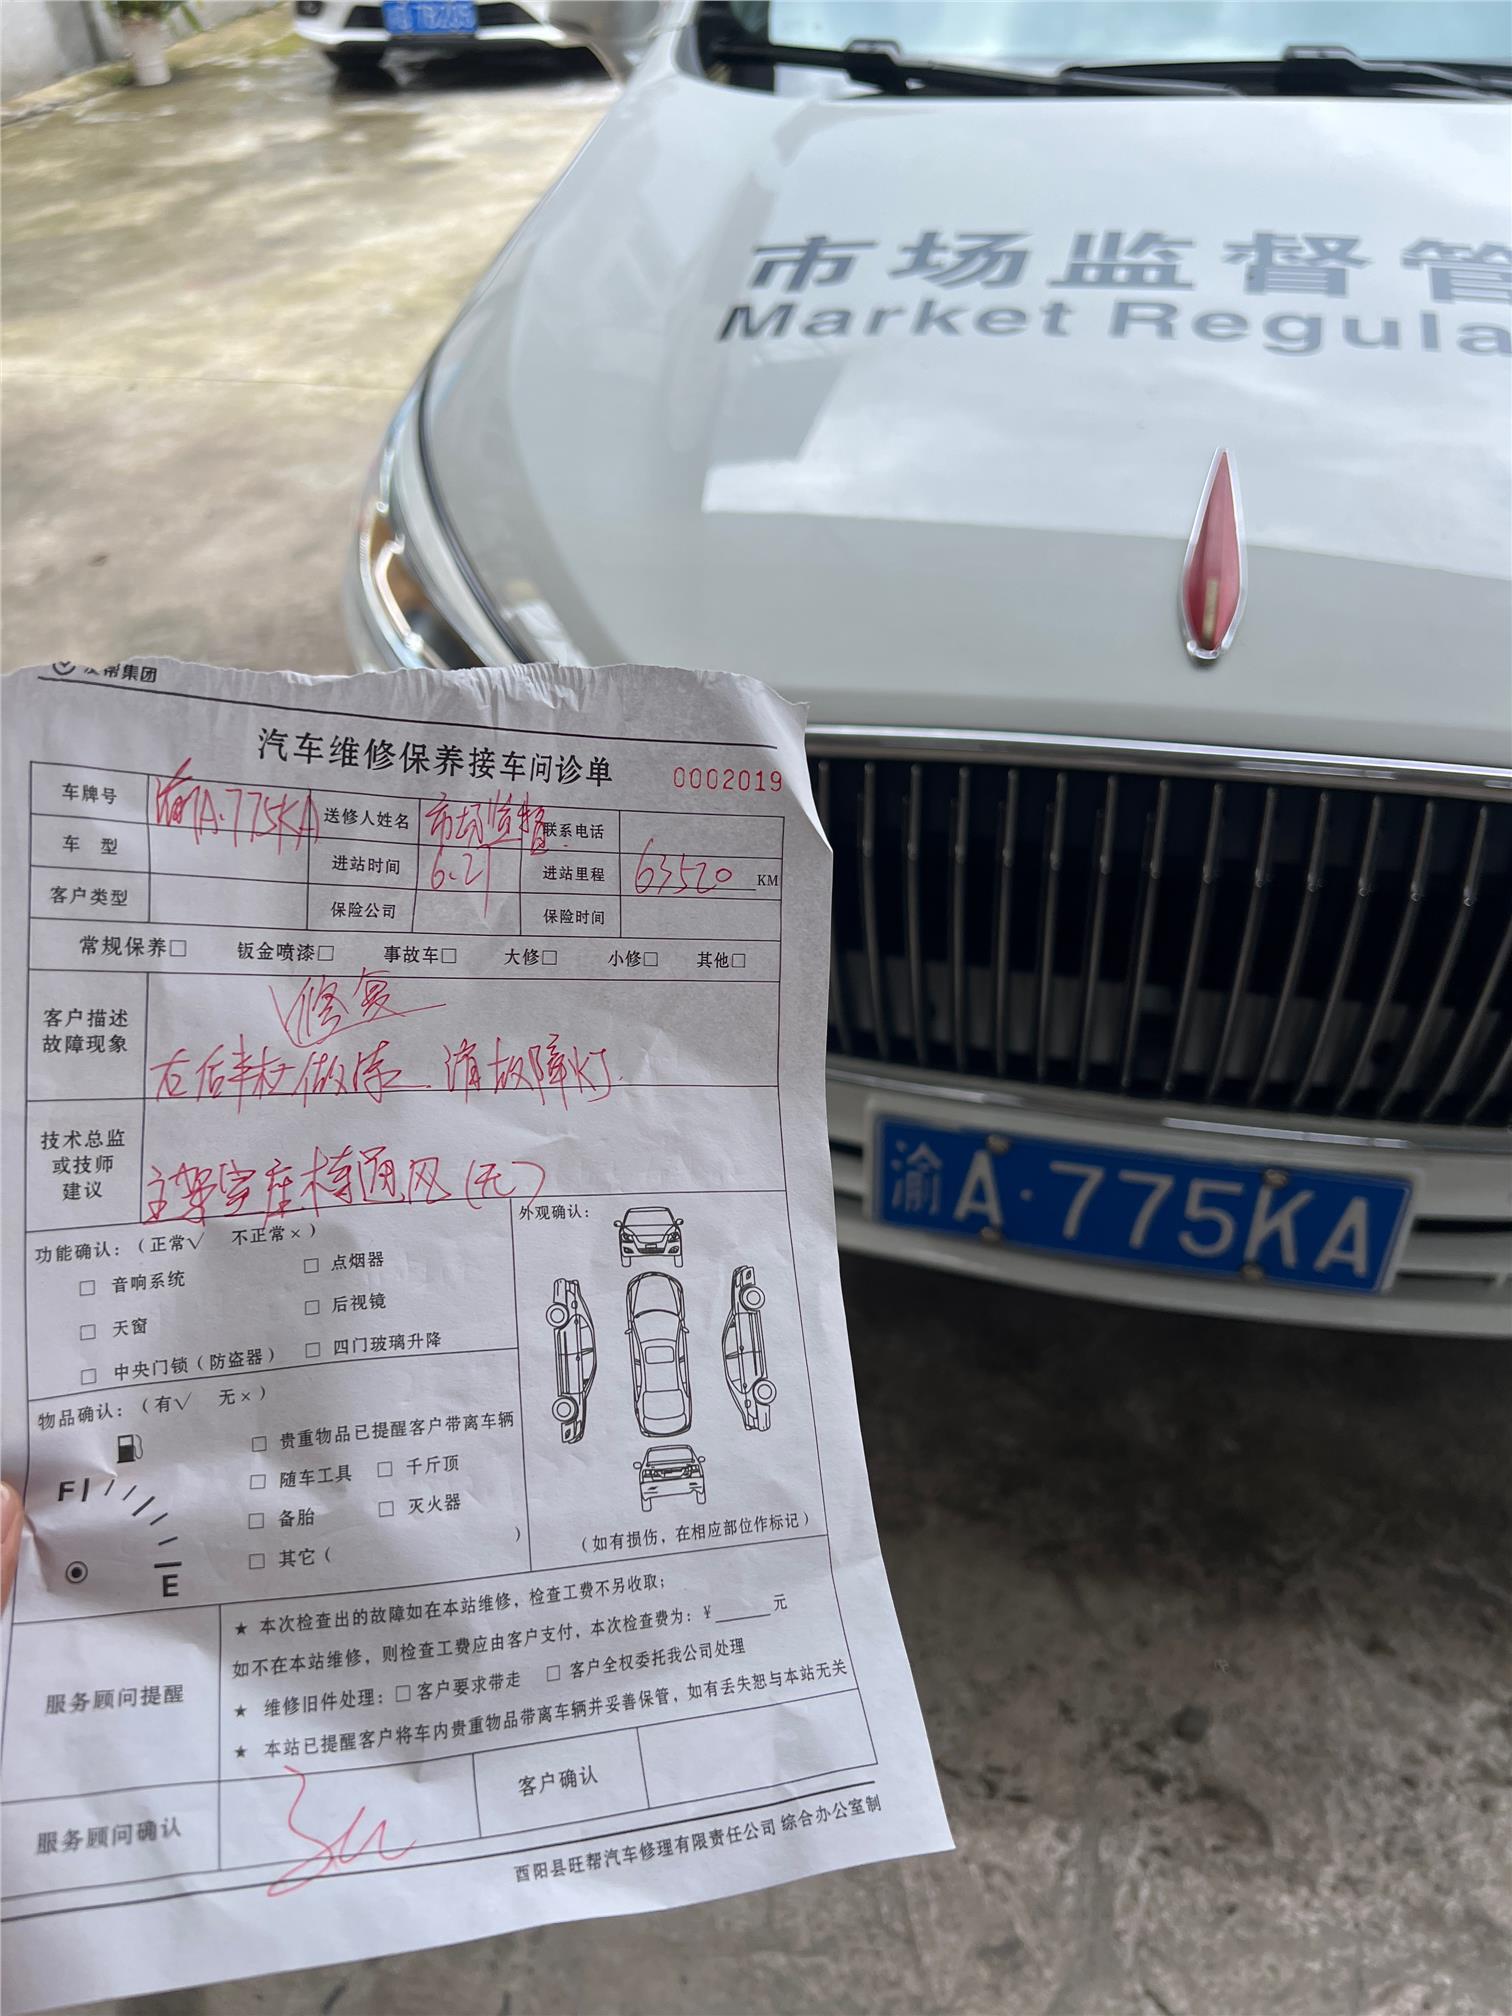 市场监督管
Market Regula
渝A·775KA
帮集团
汽车维修保养接车问诊单
0002019
车牌号 渝A·775KA 送修人姓名 市场监督 联系电话
车 型 进站时间 6.21 进站里程 63520 KM
客户类型 保险公司 保险时间
常规保养□ 钣金喷漆□ 事故车□ 大修□ 小修□ 其他□
客户描述
故障现象
修复
右后半杠做漆 清故障灯.
技术总监
或技师
建议
主驾室座椅通风(无)
功能确认：(正常√ 不正常×)
□ 音响系统 □ 点烟器
□ 天窗 □ 后视镜
□ 中央门锁(防盗器) □ 四门玻璃升降
外观确认：
物品确认：(有√ 无×)
□ 贵重物品已提醒客户带离车辆
□ 随车工具 □ 千斤顶
□ 备胎 □ 灭火器
□ 其它( )
F
E
(如有损伤，在相应部位作标记)
服务顾问提醒
★ 本次检查出的故障如在本站维修，检查工费不另收取；
如不在本站维修，则检查工费应由客户支付，本次检查费为：¥______元
★ 维修旧件处理：□客户要求带走 □客户全权委托我公司处理
★ 本站已提醒客户将车内贵重物品带离车辆并妥善保管，如有丢失恕与本站无关
服务顾问确认 客户确认
酉阳县旺帮汽车修理有限责任公司 综合办公室制